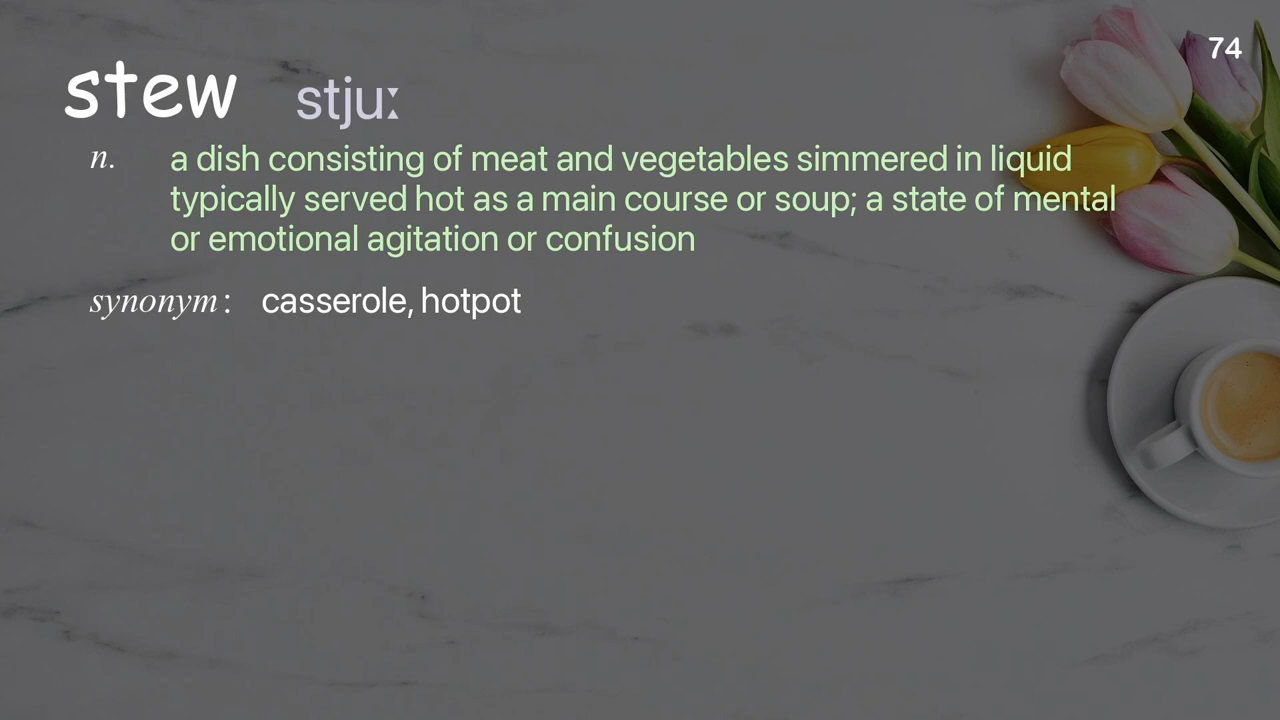 74
stew stjuː
n. a dish consisting of meat and vegetables simmered in liquid
typically served hot as a main course or soup; a state of mental
or emotional agitation or confusion
synonym: casserole, hotpot